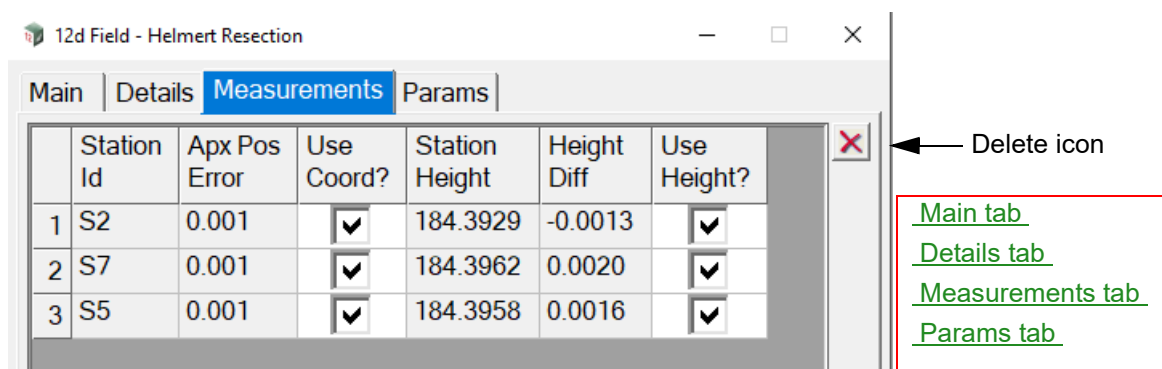 12d Field - Helmert Resection
Main Details Measurements Params
Station Id Apx Pos Error Use Coord? Station Height Height Diff Use Height?
1 S2 0.001 184.3929 -0.0013
2 S7 0.001 184.3962 0.0020
3 S5 0.001 184.3958 0.0016
Delete icon
Main tab
Details tab
Measurements tab
Params tab